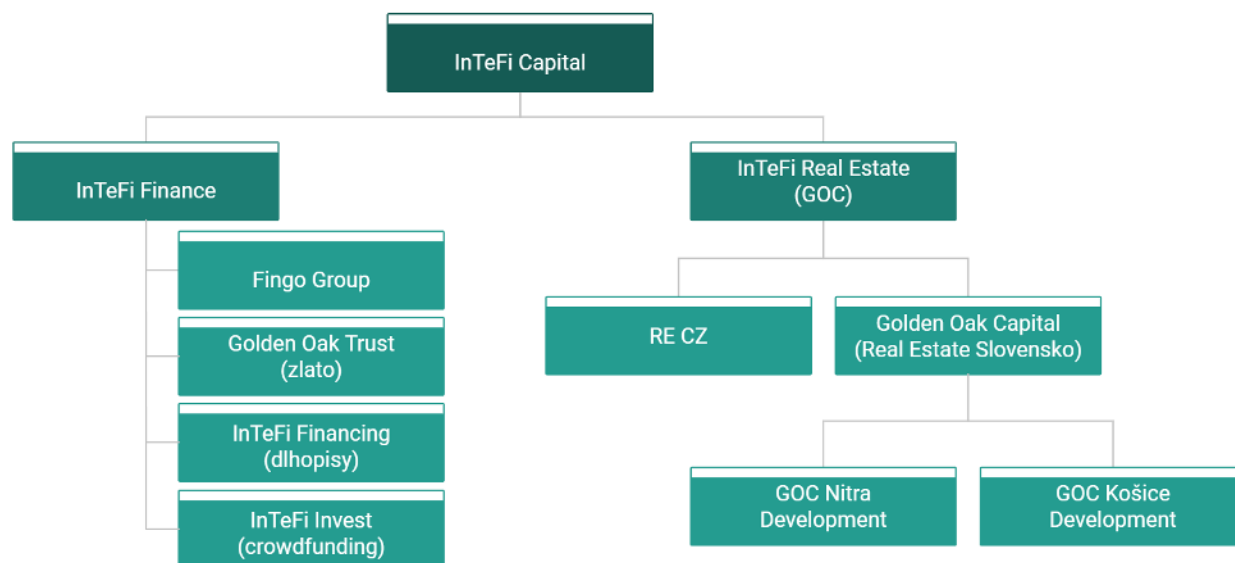 InTeFi Capital
InTeFi Finance
InTeFi Real Estate
(GOC)
Fingo Group
Golden Oak Trust
(zlato)
InTeFi Financing
(dlhopisy)
InTeFi Invest
(crowdfunding)
RE CZ
Golden Oak Capital
(Real Estate Slovensko)
GOC Nitra
Development
GOC Košice
Development